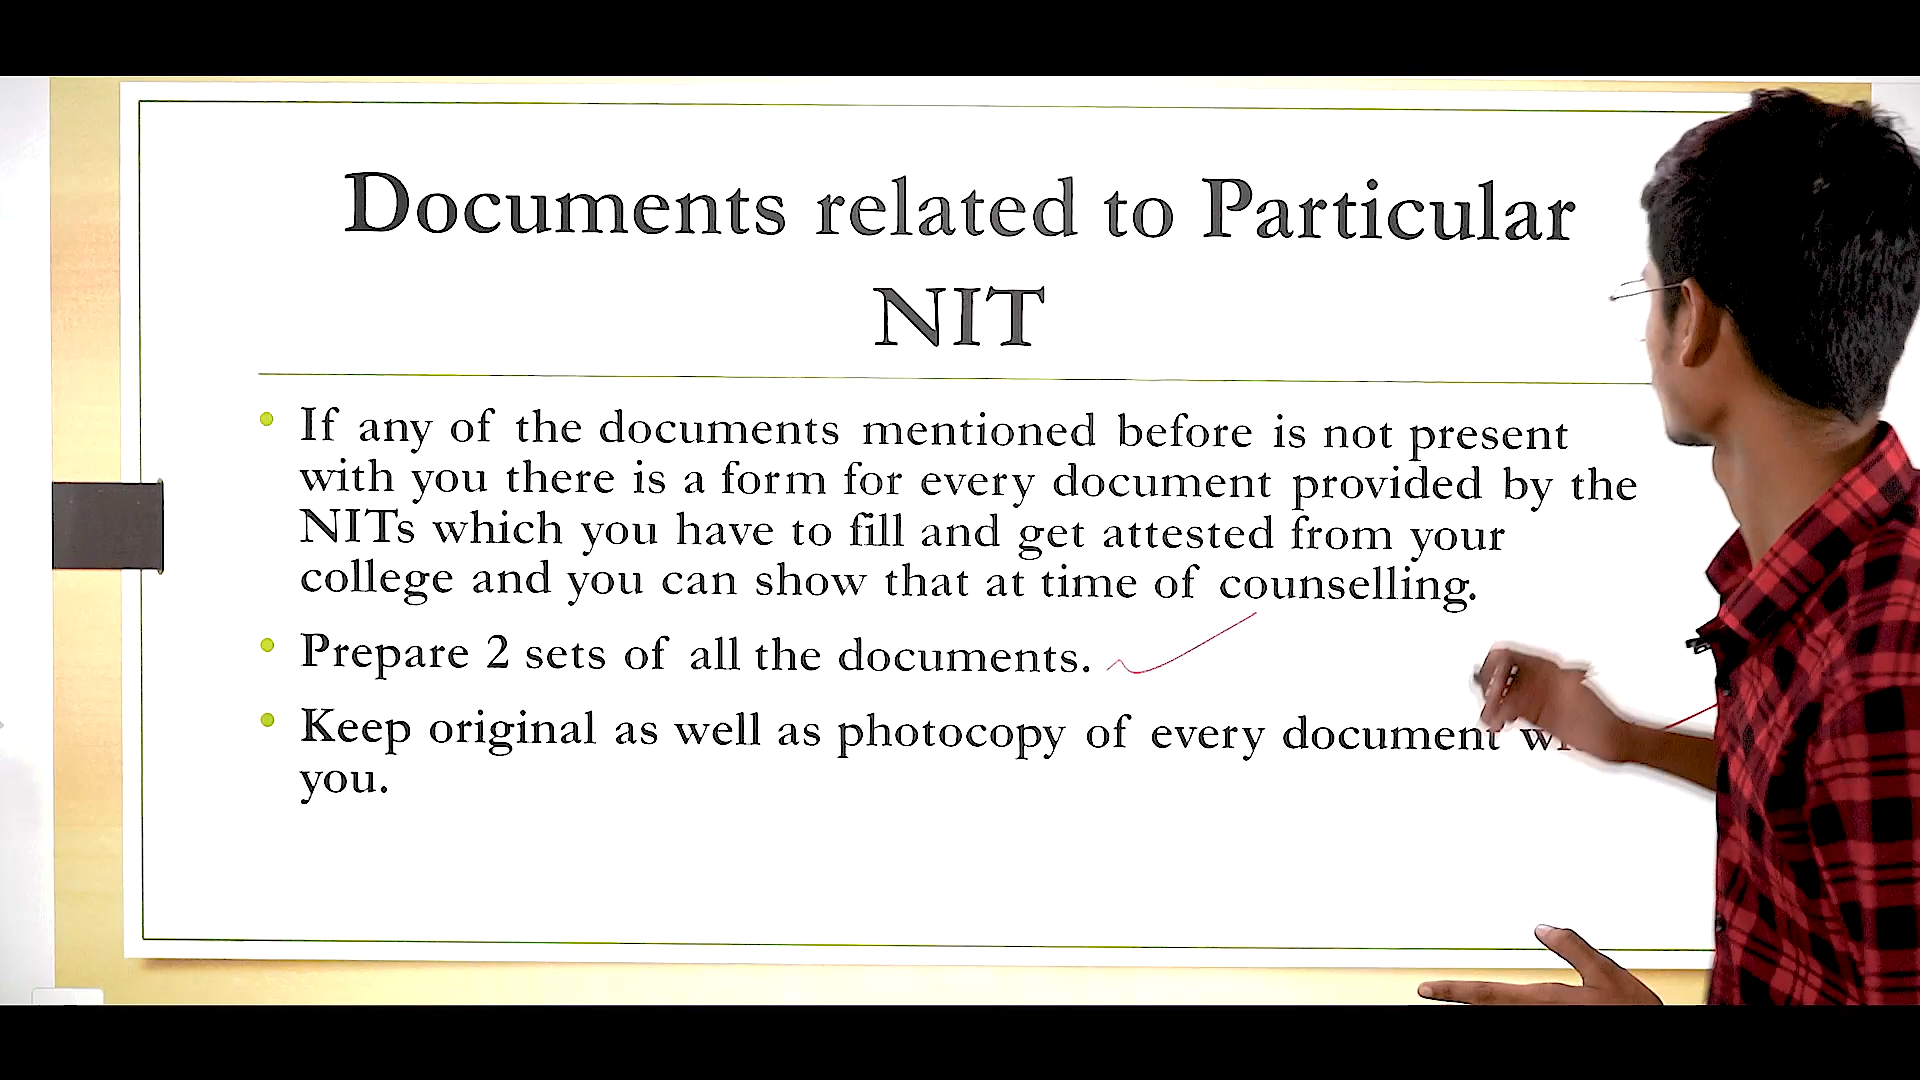 Documents related to Particular
NIT
If any of the documents mentioned before is not present
with you there is a form for every document provided by the
NITs which you have to fill and get attested from your
college and you can show that at time of counselling.
Prepare 2 sets of all the documents.
Keep original as well as photocopy of every document
you.